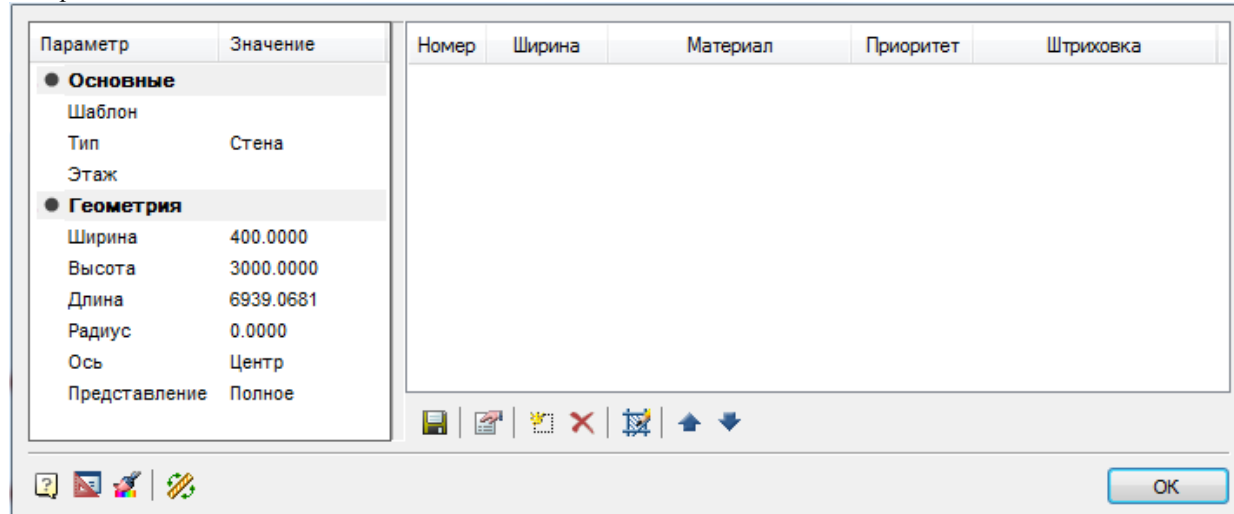 Параметр Значение
Основные
Шаблон
Тип Стена
Этаж
Геометрия
Ширина 400.0000
Высота 3000.0000
Длина 6939.0681
Радиус 0.0000
Ось Центр
Представление Полное
Номер Ширина Материал Приоритет Штриховка
ОК